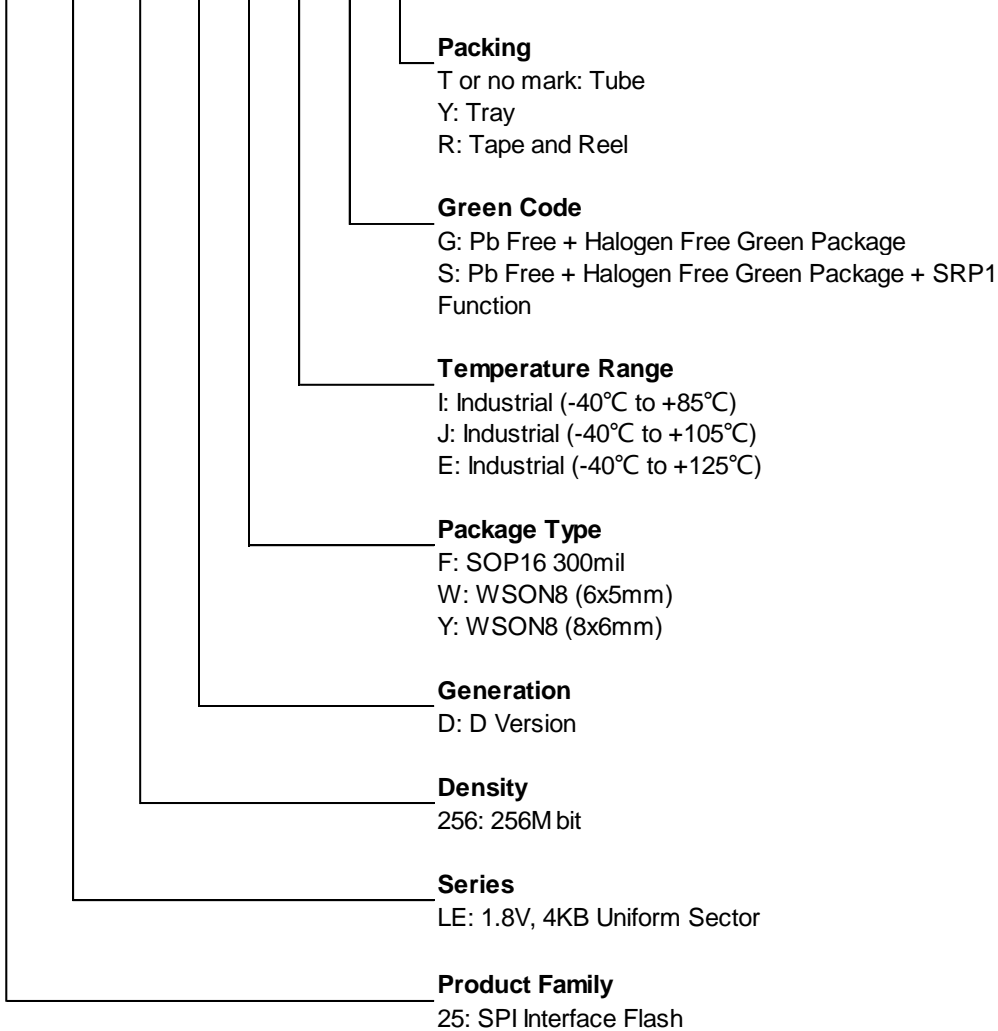 Packing
T or no mark: Tube
Y: Tray
R: Tape and Reel
Green Code
G: Pb Free + Halogen Free Green Package
S: Pb Free + Halogen Free Green Package + SRP1
Function
Temperature Range
I: Industrial (-40℃ to +85℃)
J: Industrial (-40℃ to +105℃)
E: Industrial (-40℃ to +125℃)
Package Type
F: SOP16 300mil
W: WSON8 (6x5mm)
Y: WSON8 (8x6mm)
Generation
D: D Version
Density
256: 256M bit
Series
LE: 1.8V, 4KB Uniform Sector
Product Family
25: SPI Interface Flash